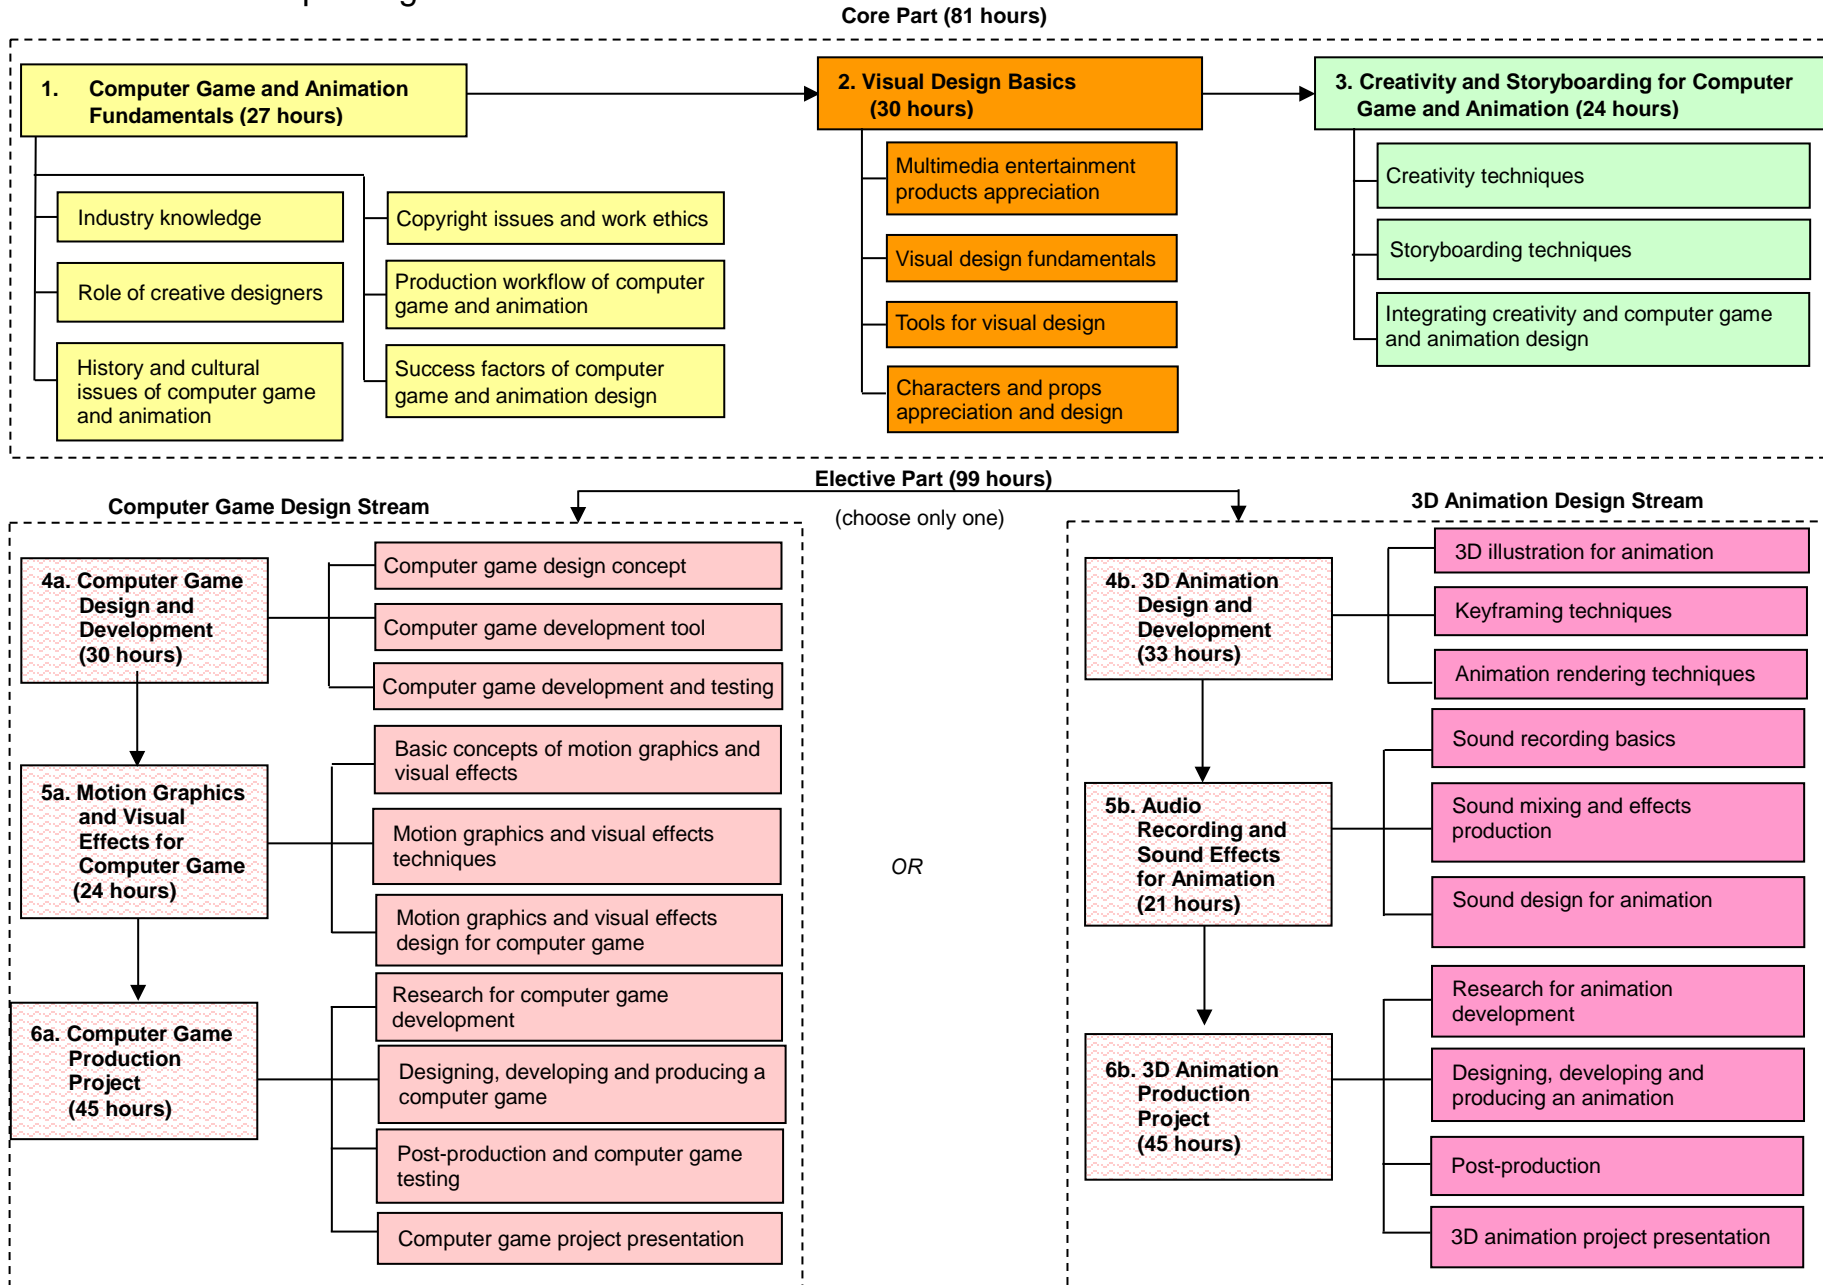 Core Part (81 hours)
1. Computer Game and Animation
Fundamentals (27 hours)
Industry knowledge
Role of creative designers
History and cultural
issues of computer game
and animation
Copyright issues and work ethics
Production workflow of computer
game and animation
Success factors of computer
game and animation design
2. Visual Design Basics
(30 hours)
Multimedia entertainment
products appreciation
Visual design fundamentals
Tools for visual design
Characters and props
appreciation and design
3. Creativity and Storyboarding for Computer
Game and Animation (24 hours)
Creativity techniques
Storyboarding techniques
Integrating creativity and computer game
and animation design
Elective Part (99 hours)
(choose only one)
Computer Game Design Stream
4a. Computer Game
Design and
Development
(30 hours)
Computer game design concept
Computer game development tool
Computer game development and testing
5a. Motion Graphics
and Visual
Effects for
Computer Game
(24 hours)
Basic concepts of motion graphics and
visual effects
Motion graphics and visual effects
techniques
Motion graphics and visual effects
design for computer game
6a. Computer Game
Production
Project
(45 hours)
Research for computer game
development
Designing, developing and producing a
computer game
Post-production and computer game
testing
Computer game project presentation
OR
3D Animation Design Stream
4b. 3D Animation
Design and
Development
(33 hours)
3D illustration for animation
Keyframing techniques
Animation rendering techniques
5b. Audio
Recording and
Sound Effects
for Animation
(21 hours)
Sound recording basics
Sound mixing and effects
production
Sound design for animation
6b. 3D Animation
Production
Project
(45 hours)
Research for animation
development
Designing, developing and
producing an animation
Post-production
3D animation project presentation